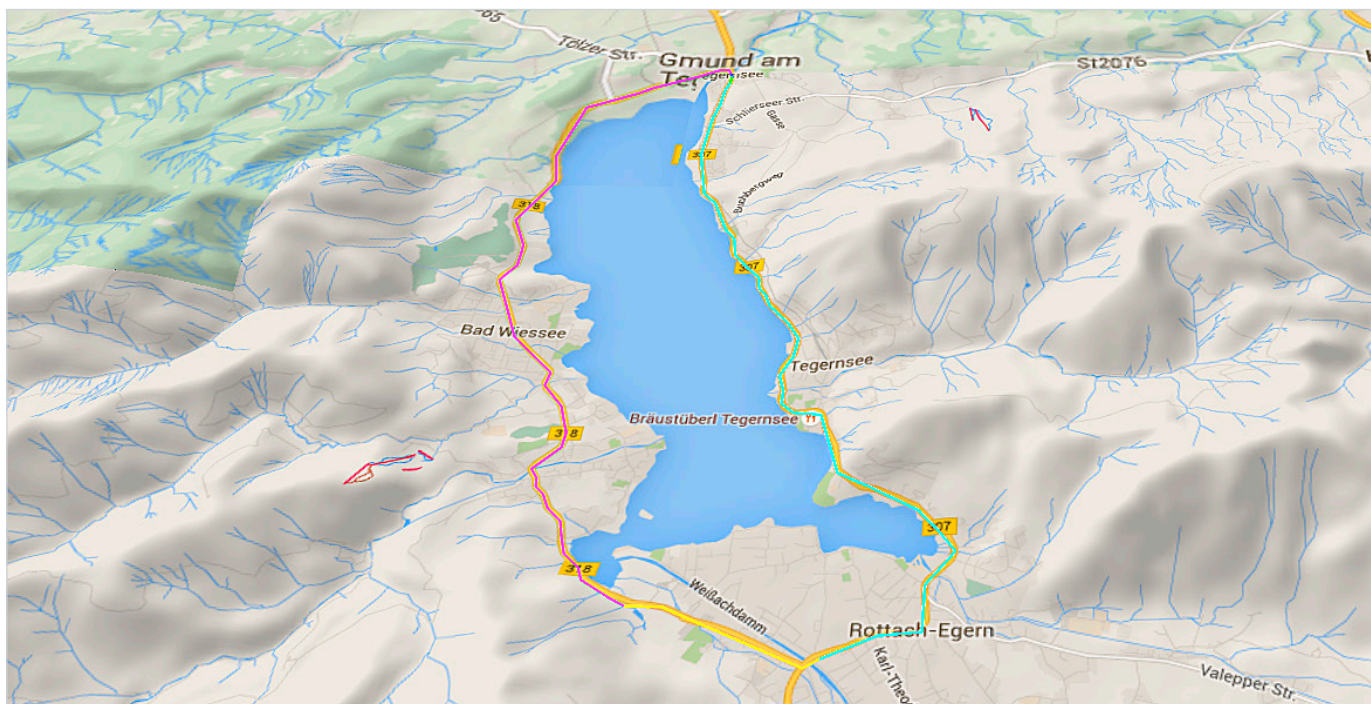 Tölzer Str.
Gmund am
Tegernsee
St2076
Schlierseer Str.
Gasse
307
318
307
Bad Wiessee
Tegernsee
Bräustüberl Tegernsee
318
307
318
Weißachdamm
Rottach-Egern
Valepper Str.